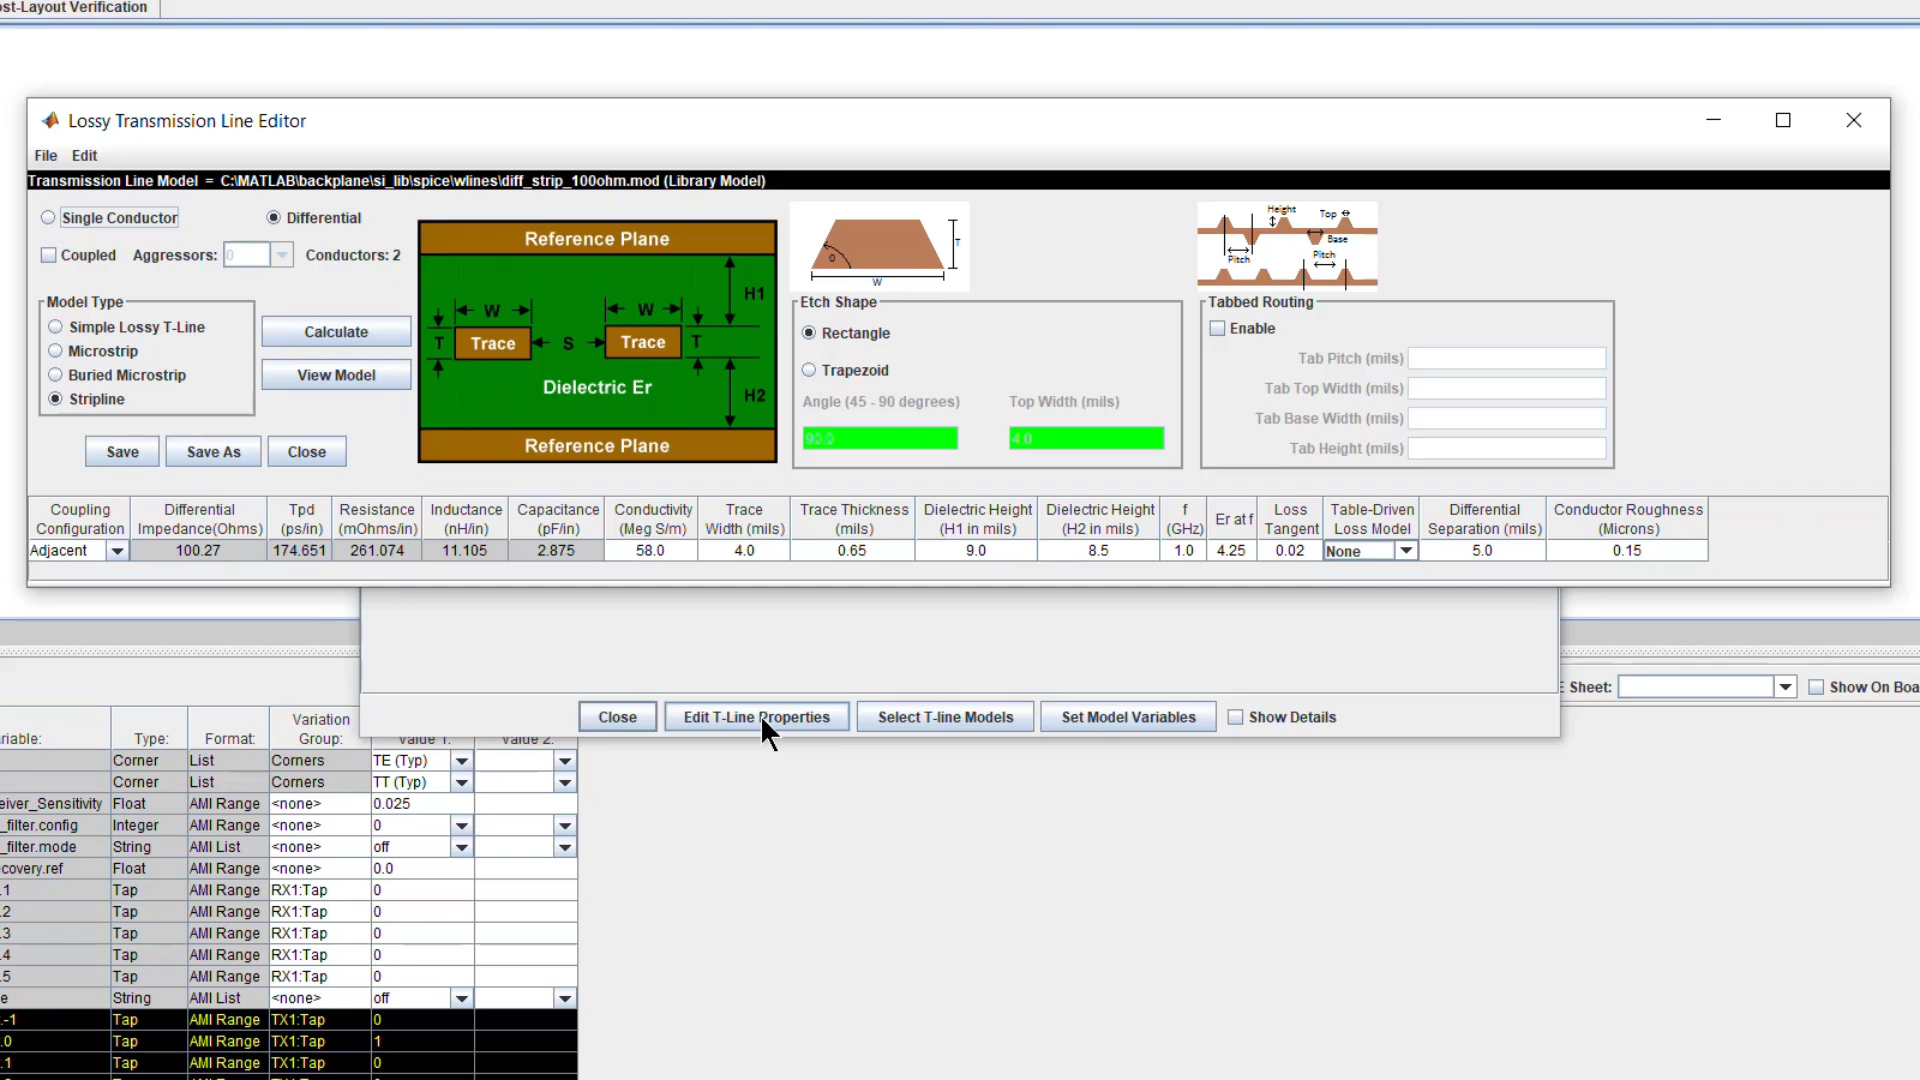 ost-Layout Verification
Lossy Transmission Line Editor
File Edit
Transmission Line Model = C:\MATLAB\backplane\si_lib\spice\wlines\diff_strip_100ohm.mod (Library Model)
Single Conductor Differential
Coupled Aggressors: 0 Conductors: 2
Model Type
Simple Lossy T-Line
Microstrip
Buried Microstrip
Stripline
Calculate
View Model
Save Save As Close
Reference Plane
H1
W W
T Trace S Trace T
Dielectric Er
H2
Reference Plane
T
0
W
Etch Shape
Rectangle
Trapezoid
Angle (45 - 90 degrees) Top Width (mils)
90.0 4.0
Height Top
Base
Pitch Pitch
Tabbed Routing
Enable
Tab Pitch (mils)
Tab Top Width (mils)
Tab Base Width (mils)
Tab Height (mils)
Coupling Differential Tpd Resistance Inductance Capacitance Conductivity Trace Trace Thickness Dielectric Height Dielectric Height f Er at f Loss Table-Driven Differential Conductor Roughness
Configuration Impedance(Ohms) (ps/in) (mOhms/in) (nH/in) (pF/in) (Meg S/m) Width (mils) (mils) (H1 in mils) (H2 in mils) (GHz) Tangent Loss Model Separation (mils) (Microns)
Adjacent 100.27 174.651 261.074 11.105 2.875 58.0 4.0 0.65 9.0 8.5 1.0 4.25 0.02 None 5.0 0.15
Close Edit T-Line Properties Select T-line Models Set Model Variables Show Details
E Sheet: Show On Boa
Variation
riable: Type: Format: Group: Value 1: Value 2:
Corner List Corners TE (Typ)
Corner List Corners TT (Typ)
eiver_Sensitivity Float AMI Range <none> 0.025
_filter.config Integer AMI Range <none> 0
_filter.mode String AMI List <none> off
covery.ref Float AMI Range <none> 0.0
.1 Tap AMI Range RX1:Tap 0
.2 Tap AMI Range RX1:Tap 0
.3 Tap AMI Range RX1:Tap 0
.4 Tap AMI Range RX1:Tap 0
.5 Tap AMI Range RX1:Tap 0
e String AMI List <none> off
.-1 Tap AMI Range TX1:Tap 0
.0 Tap AMI Range TX1:Tap 1
.1 Tap AMI Range TX1:Tap 0